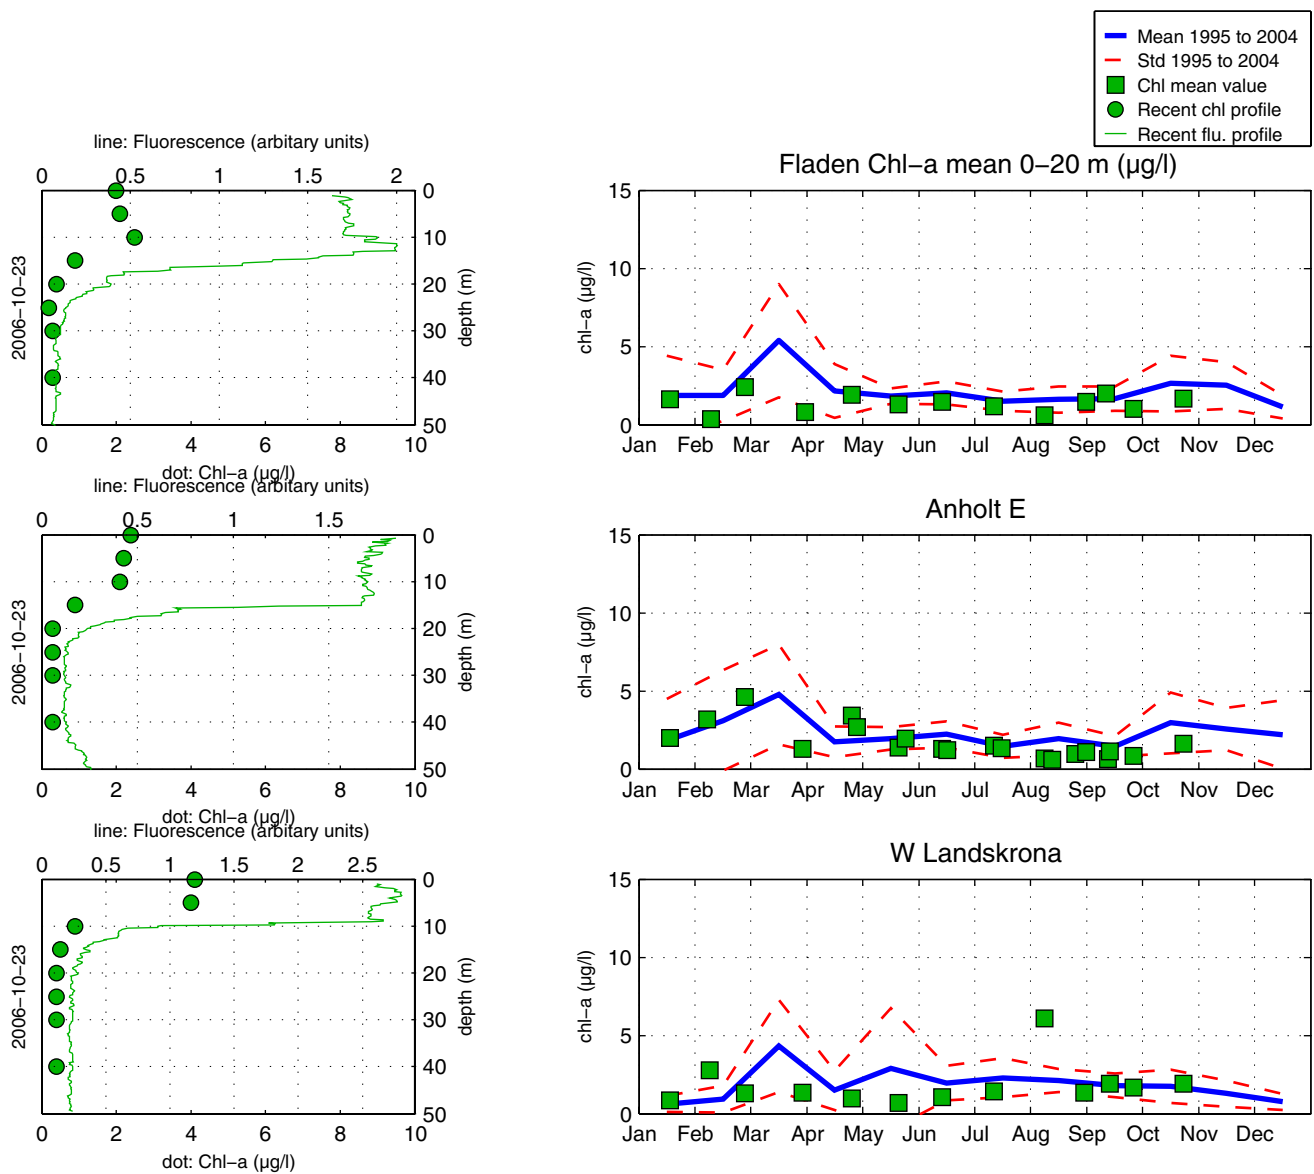 Mean 1995 to 2004
Std 1995 to 2004
Chl mean value
Recent chl profile
Recent flu. profile
line: Fluorescence (arbitary units)
0 0.5 1 1.5 2
0
10
20
30
40
50
depth (m)
2006−10−23
0 2 4 6 8 10
dot: Chl−a (µg/l)
Fladen Chl−a mean 0−20 m (µg/l)
15
10
5
0
chl−a (µg/l)
Jan Feb Mar Apr May Jun Jul Aug Sep Oct Nov Dec
line: Fluorescence (arbitary units)
0 0.5 1 1.5
0
10
20
30
40
50
depth (m)
2006−10−23
0 2 4 6 8 10
dot: Chl−a (µg/l)
Anholt E
15
10
5
0
chl−a (µg/l)
Jan Feb Mar Apr May Jun Jul Aug Sep Oct Nov Dec
line: Fluorescence (arbitary units)
0 0.5 1 1.5 2 2.5
0
10
20
30
40
50
depth (m)
2006−10−23
0 2 4 6 8 10
dot: Chl−a (µg/l)
W Landskrona
15
10
5
0
chl−a (µg/l)
Jan Feb Mar Apr May Jun Jul Aug Sep Oct Nov Dec